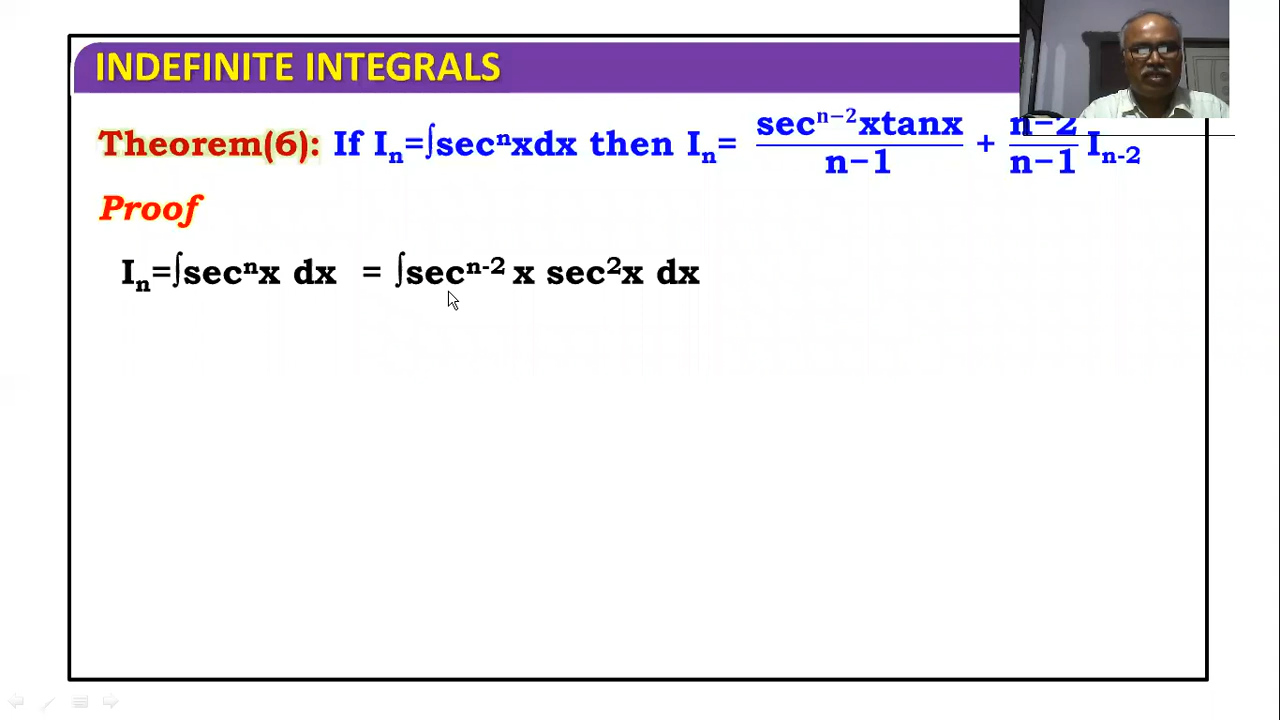 INDEFINITE INTEGRALS
Theorem(6): If Iₙ=∫secⁿxdx then Iₙ= (secⁿ⁻²xtanx)/(n−1) + (n−2)/(n−1) Iₙ₋₂
Proof
Iₙ=∫secⁿx dx = ∫secⁿ⁻² x sec²x dx